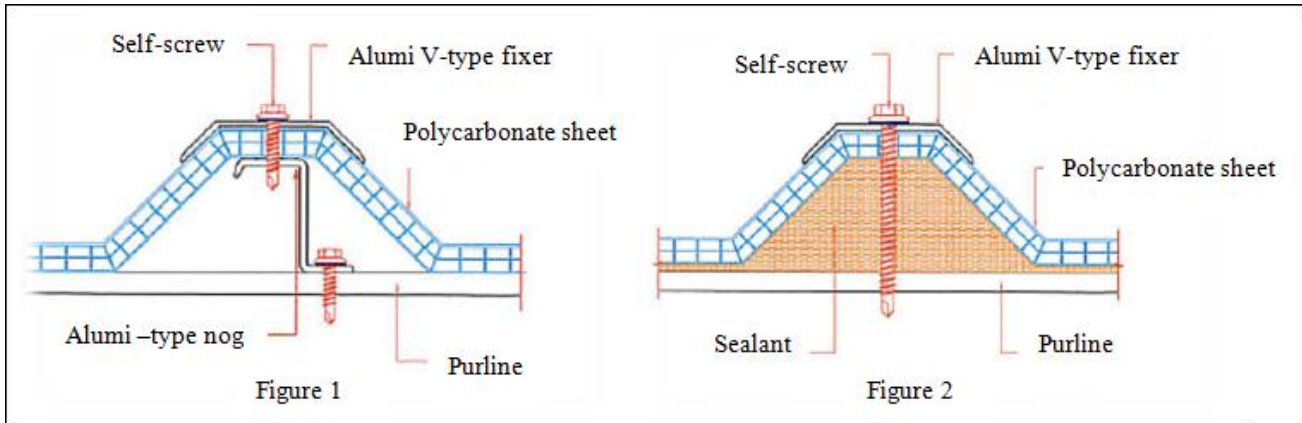 Self-screw
Alumi V-type fixer
Polycarbonate sheet
Alumi –type nog
Purline
Figure 1
Self-screw
Alumi V-type fixer
Polycarbonate sheet
Sealant
Purline
Figure 2